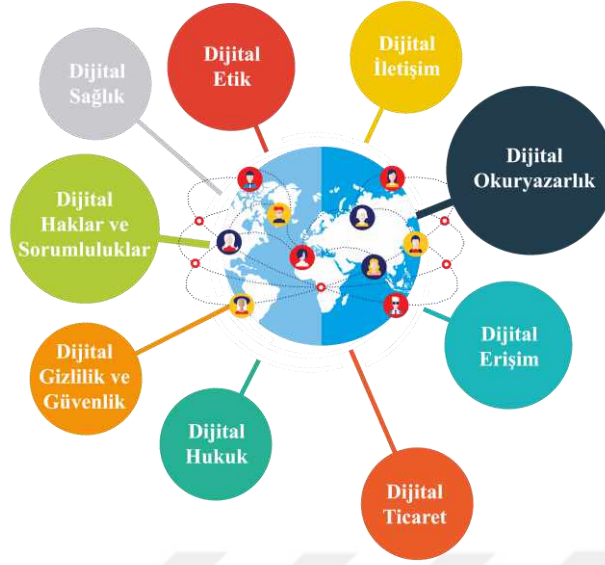 Dijital
Sağlık
Dijital
Etik
Dijital
İletişim
Dijital
Okuryazarlık
Dijital
Haklar ve
Sorumluluklar
Dijital
Erişim
Dijital
Gizlilik ve
Güvenlik
Dijital
Hukuk
Dijital
Ticaret